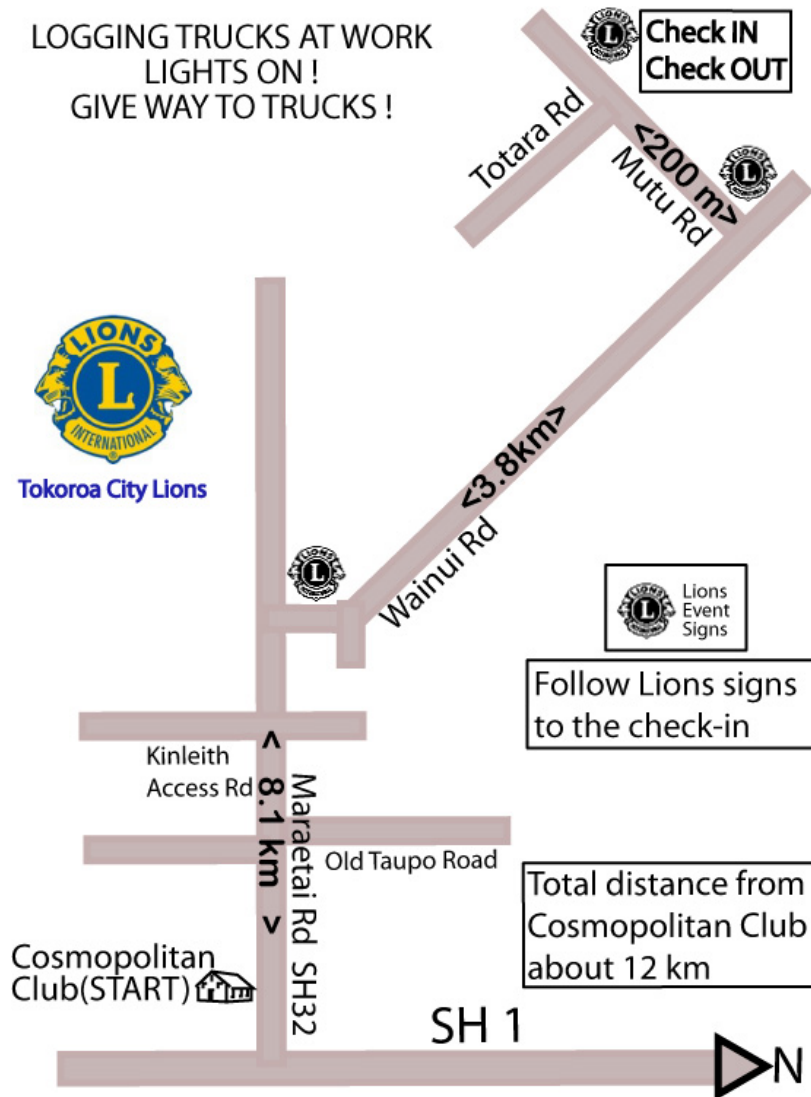 LOGGING TRUCKS AT WORK
LIGHTS ON !
GIVE WAY TO TRUCKS !
L
Check IN
Check OUT
Totara Rd
<200 m>
Mutu Rd
L
LIONS
L
INTERNATIONAL
Tokoroa City Lions
<3.8km>
Wainui Rd
LIONS
L
L
Lions
Event
Signs
Follow Lions signs
to the check-in
Kinleith
Access Rd
< 8.1 km >
Maraetai Rd SH32
Old Taupo Road
Total distance from
Cosmopolitan Club
about 12 km
Cosmopolitan
Club(START)
SH 1
N